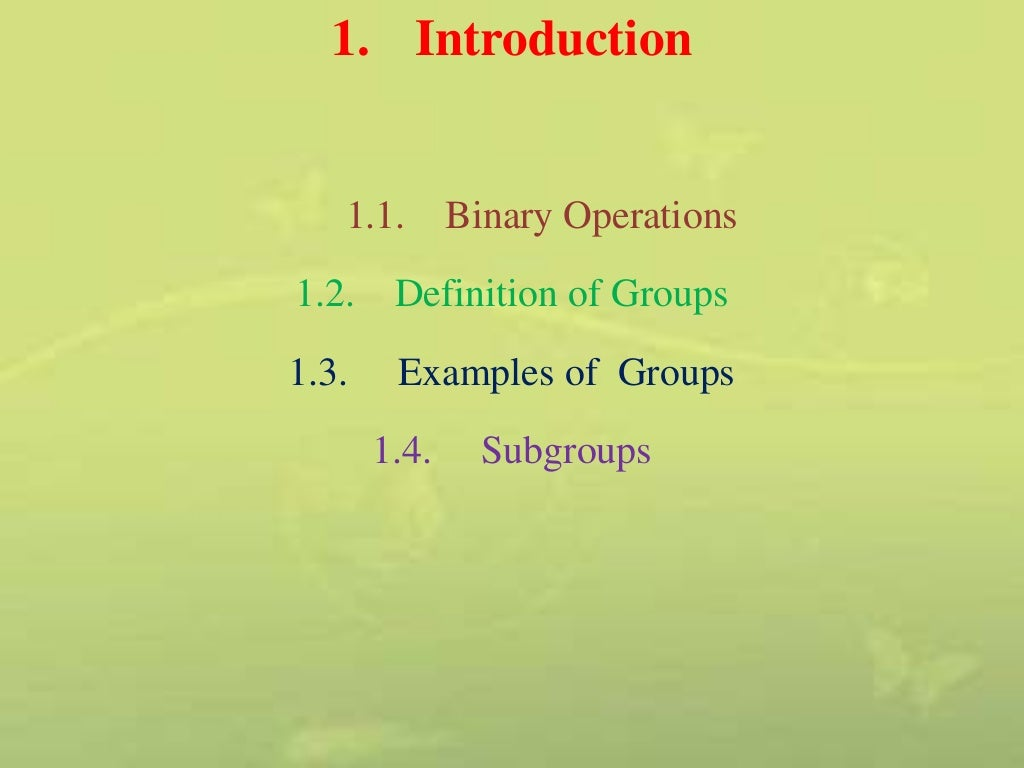 1. Introduction
1.1. Binary Operations
1.2. Definition of Groups
1.3. Examples of Groups
1.4. Subgroups